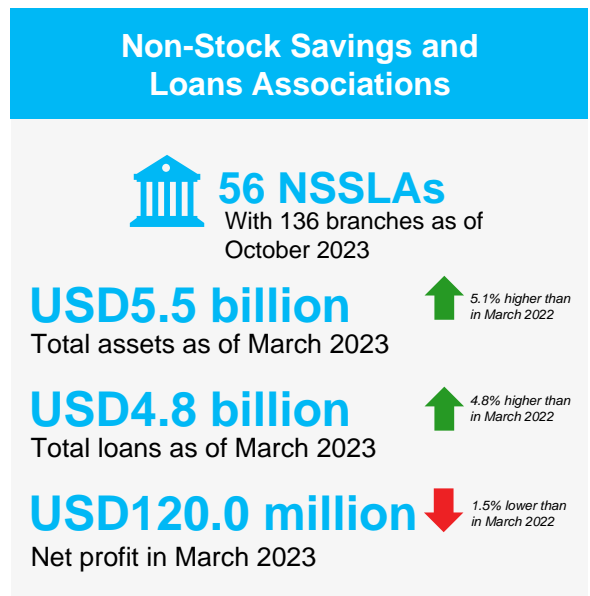 Non-Stock Savings and
Loans Associations
56 NSSLAs
With 136 branches as of
October 2023
USD5.5 billion
Total assets as of March 2023
5.1% higher than
in March 2022
USD4.8 billion
Total loans as of March 2023
4.8% higher than
in March 2022
USD120.0 million
Net profit in March 2023
1.5% lower than
in March 2022